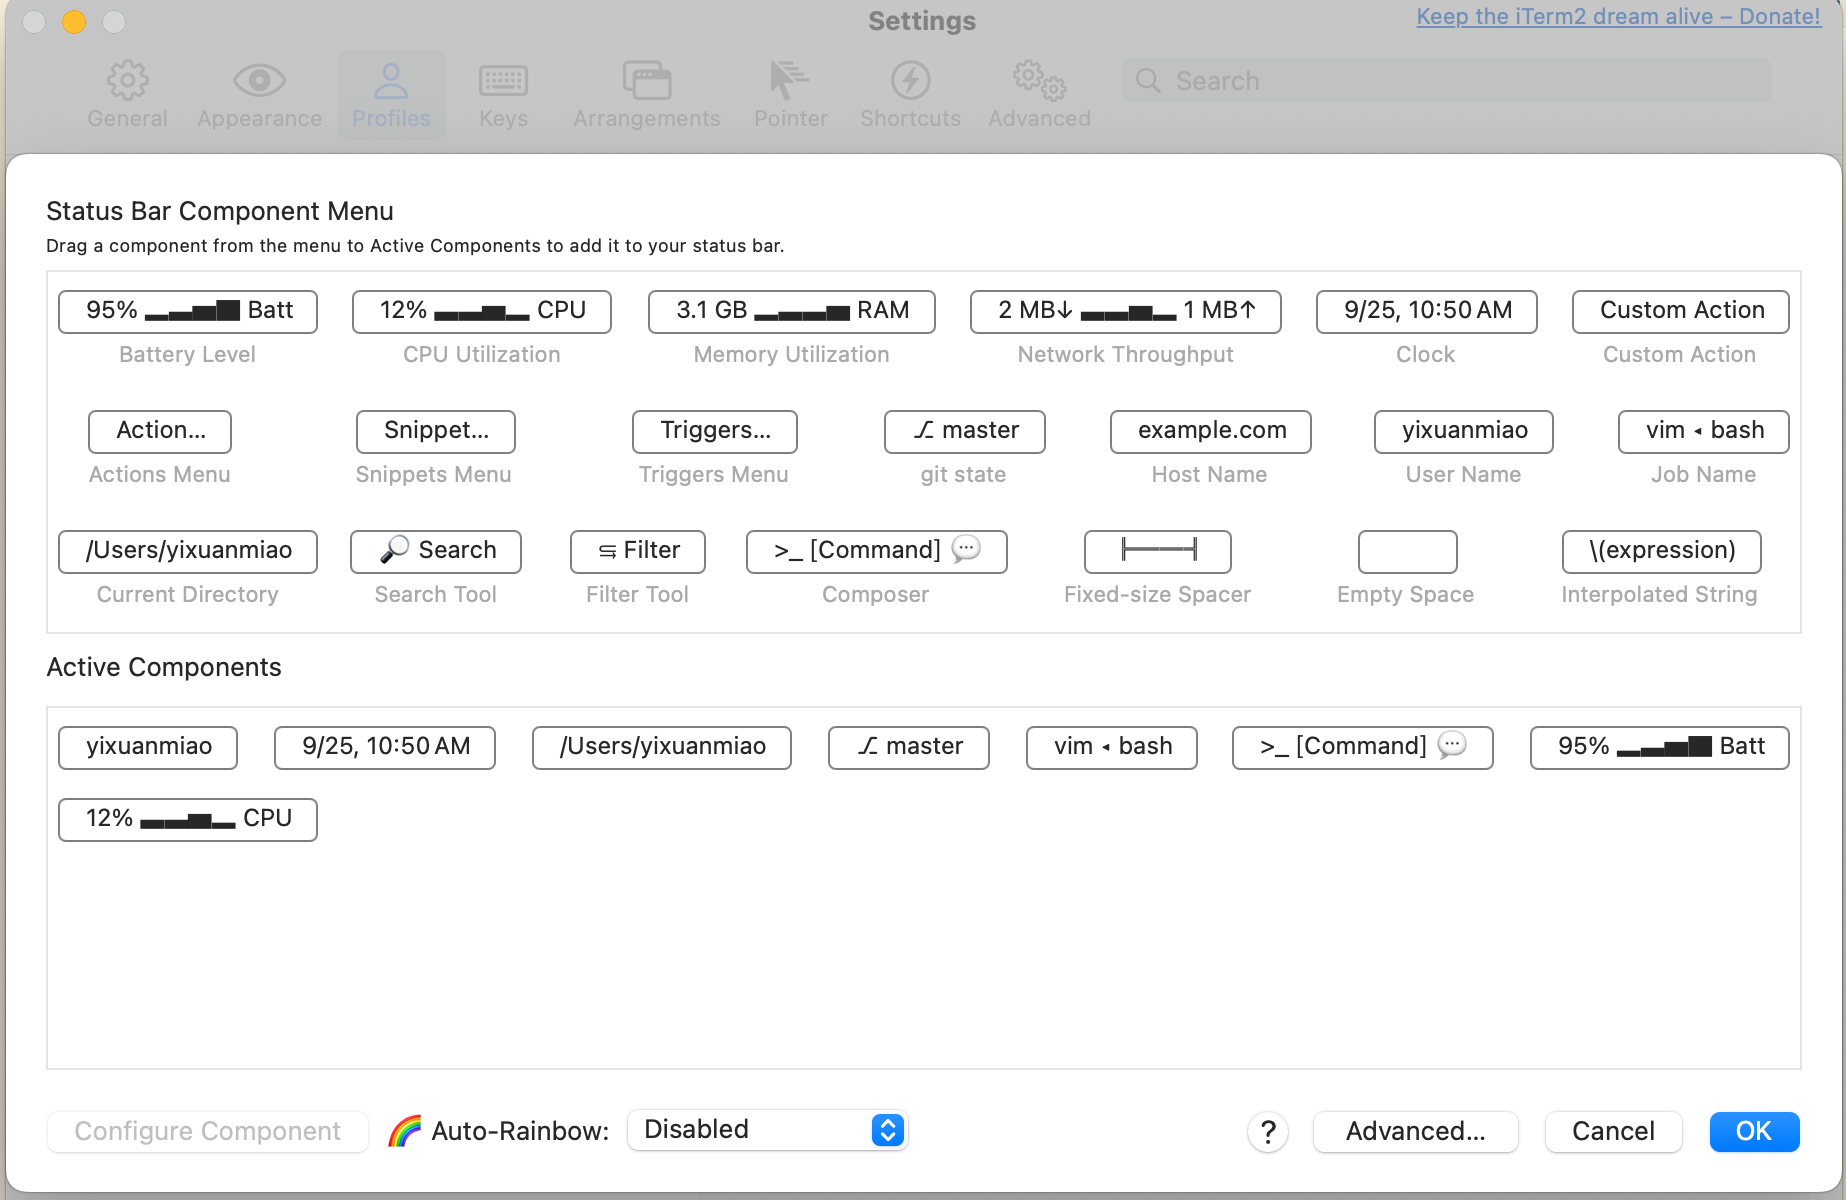 Settings
Keep the iTerm2 dream alive – Donate!
General Appearance Profiles Keys Arrangements Pointer Shortcuts Advanced Search
Status Bar Component Menu
Drag a component from the menu to Active Components to add it to your status bar.
95% ▂▃▅▇ Batt 12% ▃▃▅▂ CPU 3.1 GB ▂▃▃▅ RAM 2 MB↓ ▃▃▅▂ 1 MB↑ 9/25, 10:50 AM Custom Action
Battery Level CPU Utilization Memory Utilization Network Throughput Clock Custom Action
Action... Snippet... Triggers... ⎇ master example.com yixuanmiao vim ◂ bash
Actions Menu Snippets Menu Triggers Menu git state Host Name User Name Job Name
/Users/yixuanmiao 🔎 Search ⥃ Filter >_ [Command] 💬 \(expression)
Current Directory Search Tool Filter Tool Composer Fixed-size Spacer Empty Space Interpolated String
Active Components
yixuanmiao 9/25, 10:50 AM /Users/yixuanmiao ⎇ master vim ◂ bash >_ [Command] 💬 95% ▂▃▅▇ Batt
12% ▃▃▅▂ CPU
Configure Component 🌈 Auto-Rainbow: Disabled ? Advanced... Cancel OK